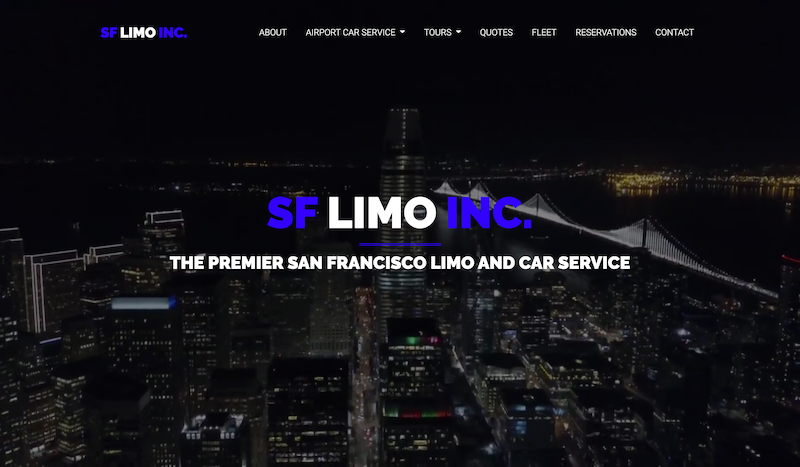 SF LIMO INC.
ABOUT
AIRPORT CAR SERVICE
TOURS
QUOTES
FLEET
RESERVATIONS
CONTACT
SF LIMO INC.
THE PREMIER SAN FRANCISCO LIMO AND CAR SERVICE